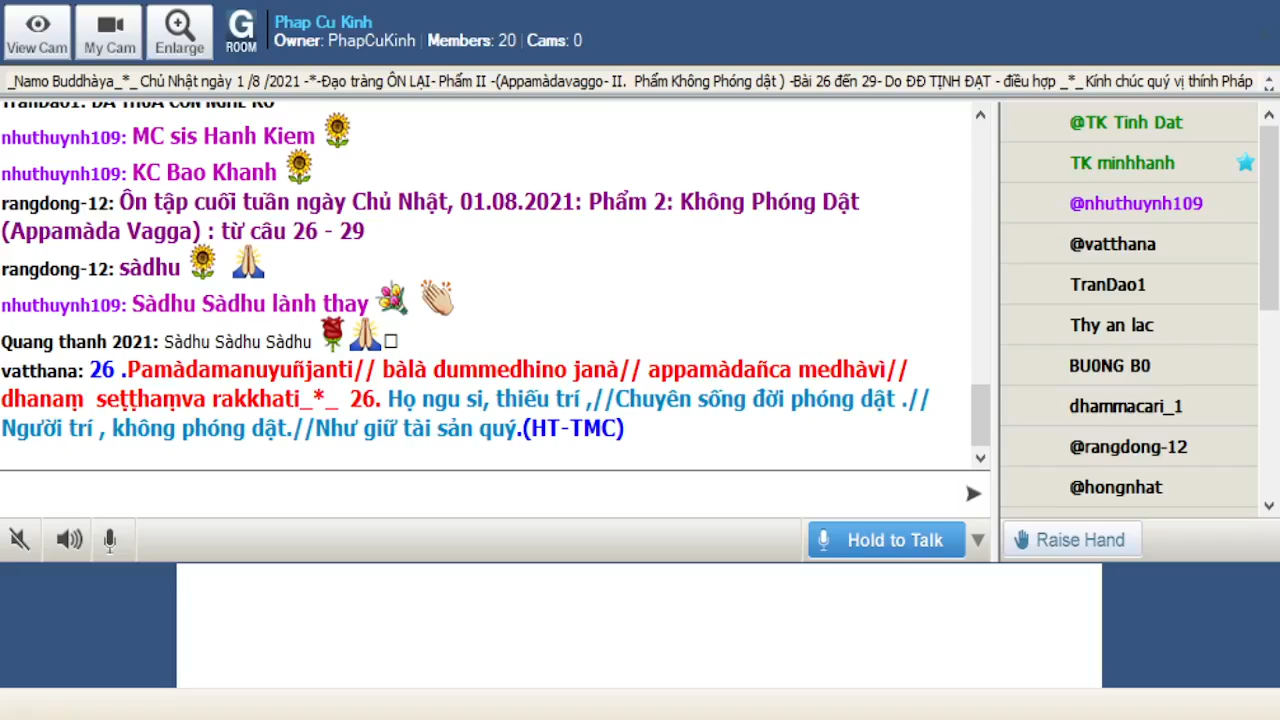 View Cam
My Cam
Enlarge
G
ROOM
Phap Cu Kinh
Owner: PhapCuKinh | Members: 20 | Cams: 0
_Namo Buddhàya_*_ Chủ Nhật ngày 1 /8 /2021 -*-Đạo tràng ÔN LẠI- Phẩm II -(Appamàdavaggo- II. Phẩm Không Phóng dật ) -Bài 26 đến 29- Do ĐĐ TỊNH ĐẠT - điều hợp _*_ Kính chúc quý vị thính Pháp
nhuthuynh109: MC sis Hanh Kiem
nhuthuynh109: KC Bao Khanh
rangdong-12: Ôn tập cuối tuần ngày Chủ Nhật, 01.08.2021: Phẩm 2: Không Phóng Dật
(Appamàda Vagga) : từ câu 26 - 29
rangdong-12: sàdhu
nhuthuynh109: Sàdhu Sàdhu lành thay
Quang thanh 2021: Sàdhu Sàdhu Sàdhu
vatthana: 26 .Pamàdamanuyuñjanti// bàlà dummedhino janà// appamàdañca medhàvì//
dhanaṃ seṭṭhaṃva rakkhati_*_ 26. Họ ngu si, thiếu trí ,//Chuyên sống đời phóng dật .//
Người trí , không phóng dật.//Như giữ tài sản quý.(HT-TMC)
@TK Tinh Dat
TK minhhanh
@nhuthuynh109
@vatthana
TranDao1
Thy an lac
BU0NG B0
dhammacari_1
@rangdong-12
@hongnhat
Hold to Talk
Raise Hand